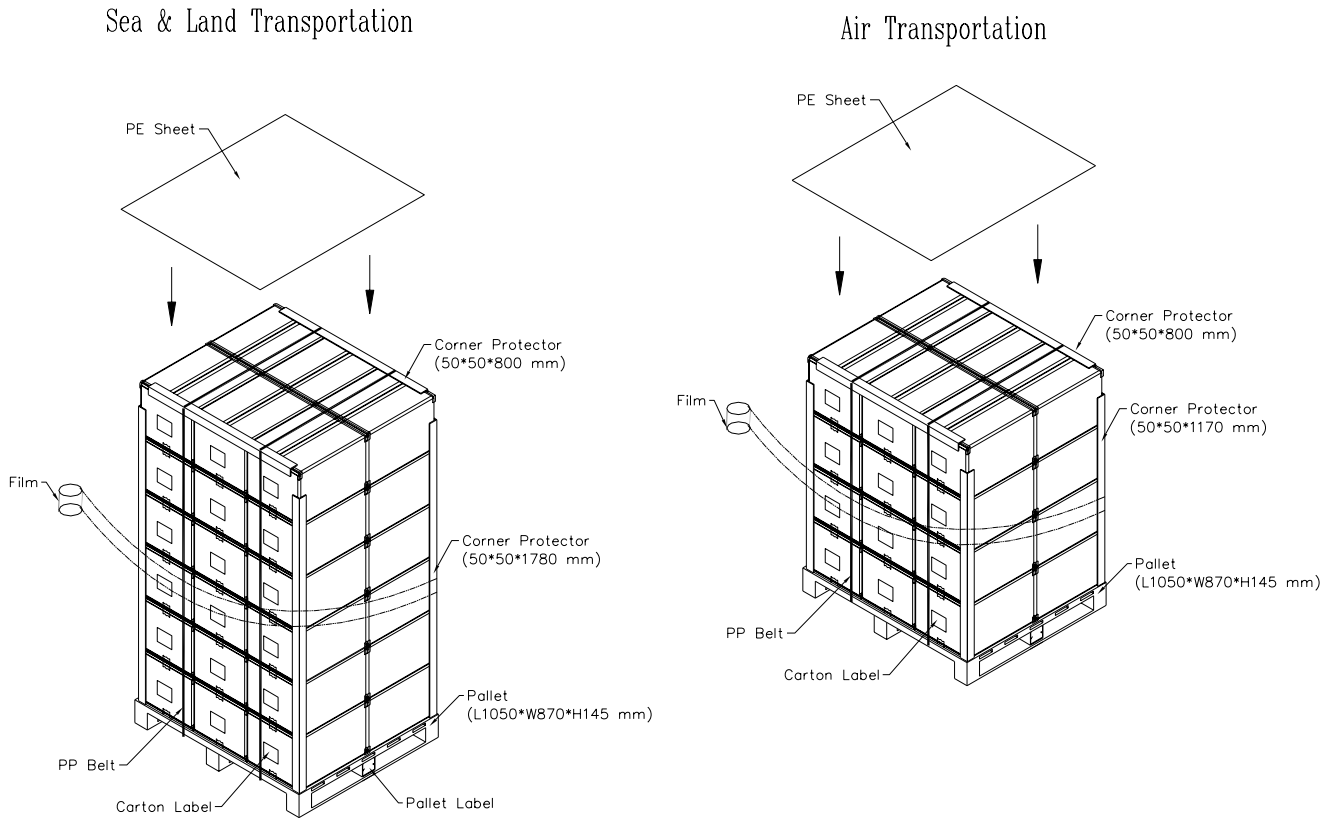 Sea & Land Transportation
PE Sheet
Corner Protector
(50*50*800 mm)
Film
Corner Protector
(50*50*1780 mm)
Pallet
(L1050*W870*H145 mm)
PP Belt
Carton Label
Pallet Label
Air Transportation
PE Sheet
Corner Protector
(50*50*800 mm)
Film
Corner Protector
(50*50*1170 mm)
Pallet
(L1050*W870*H145 mm)
PP Belt
Carton Label